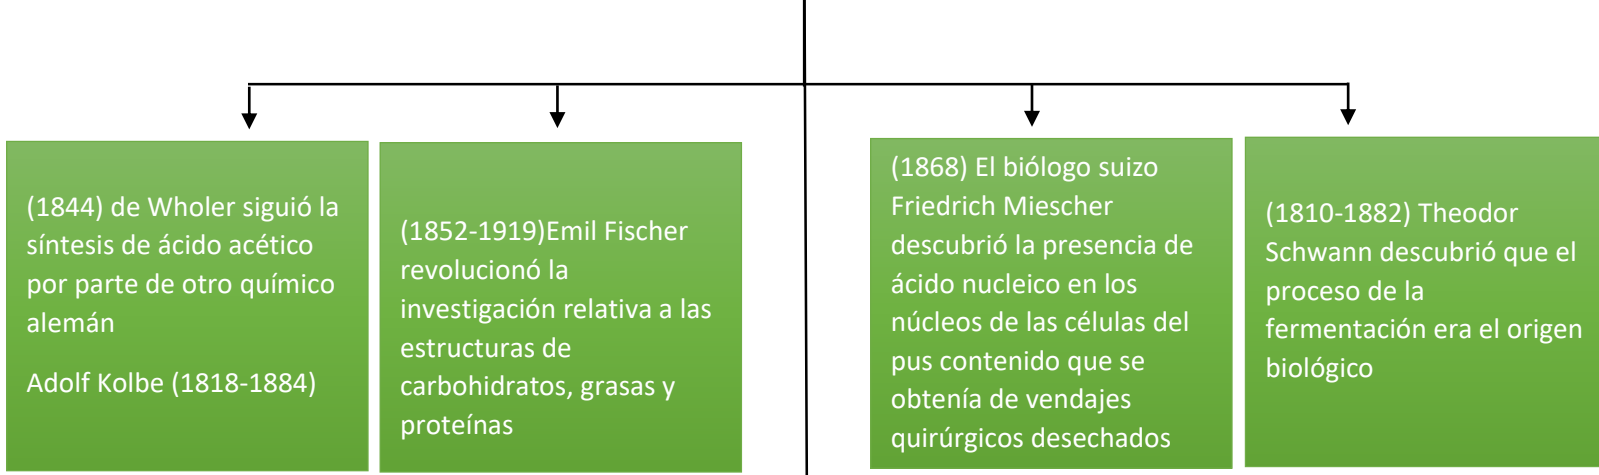 (1844) de Wholer siguió la
síntesis de ácido acético
por parte de otro químico
alemán
Adolf Kolbe (1818-1884)
(1852-1919)Emil Fischer
revolucionó la
investigación relativa a las
estructuras de
carbohidratos, grasas y
proteínas
(1868) El biólogo suizo
Friedrich Miescher
descubrió la presencia de
ácido nucleico en los
núcleos de las células del
pus contenido que se
obtenía de vendajes
quirúrgicos desechados
(1810-1882) Theodor
Schwann descubrió que el
proceso de la
fermentación era el origen
biológico